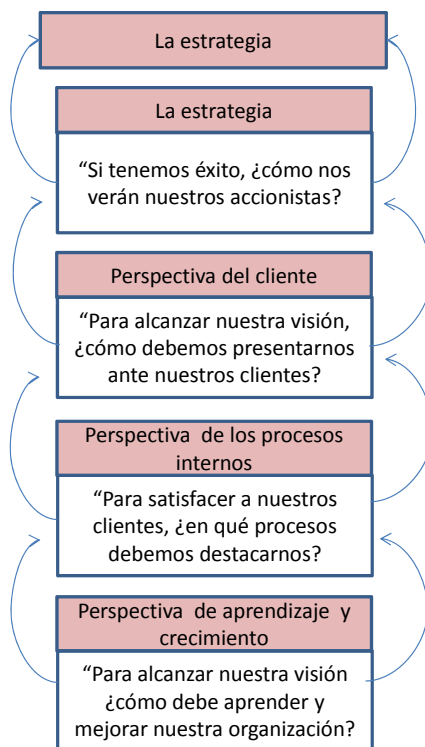 La estrategia
La estrategia
“Si tenemos éxito, ¿cómo nos
verán nuestros accionistas?
Perspectiva del cliente
“Para alcanzar nuestra visión,
¿cómo debemos presentarnos
ante nuestros clientes?
Perspectiva de los procesos
internos
“Para satisfacer a nuestros
clientes, ¿en qué procesos
debemos destacarnos?
Perspectiva de aprendizaje y
crecimiento
“Para alcanzar nuestra visión
¿cómo debe aprender y
mejorar nuestra organización?